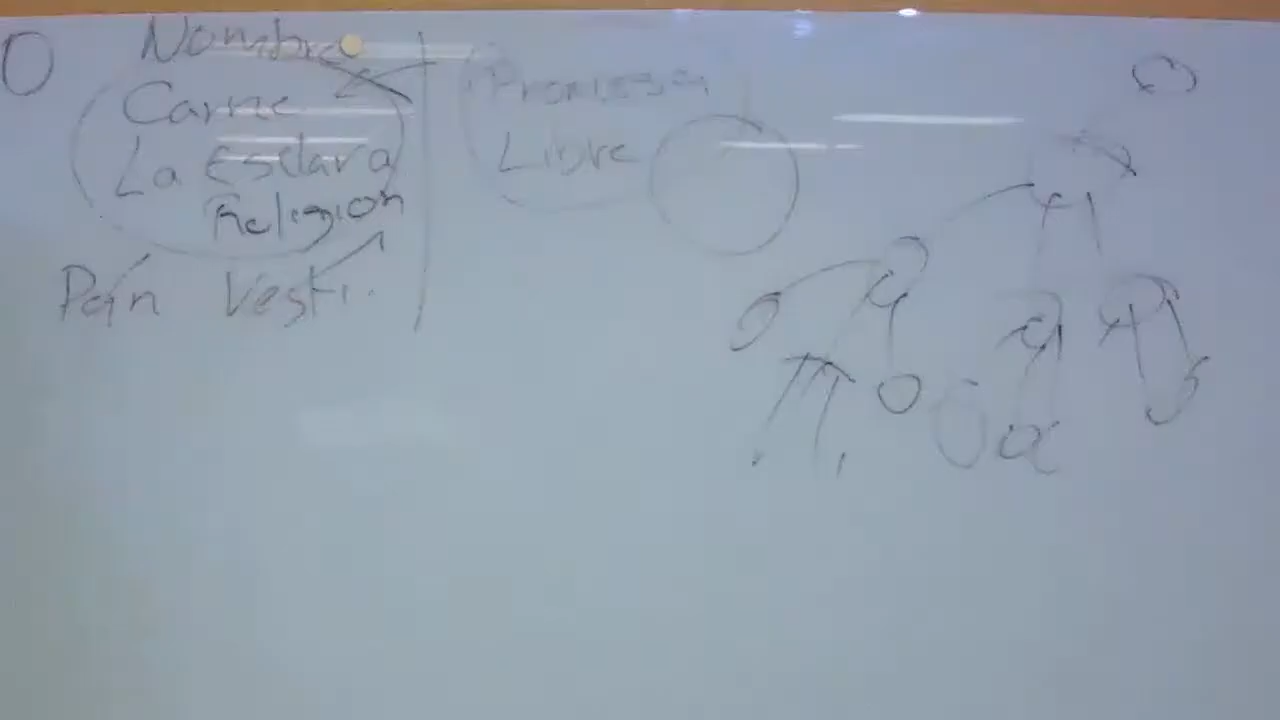 Nombre
Carne
La Esclava
Religion
Pan Vesti.
Promesa
Libre